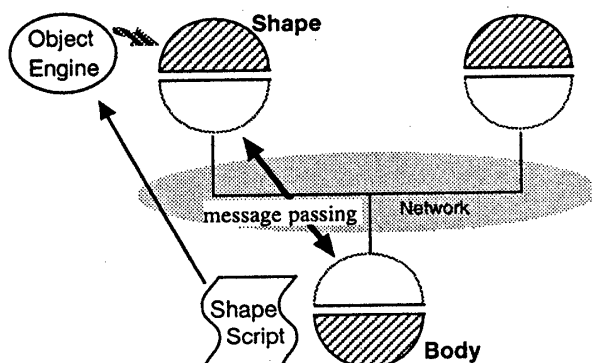 Shape
Object
Engine
message passing
Network
Shape
Script
Body